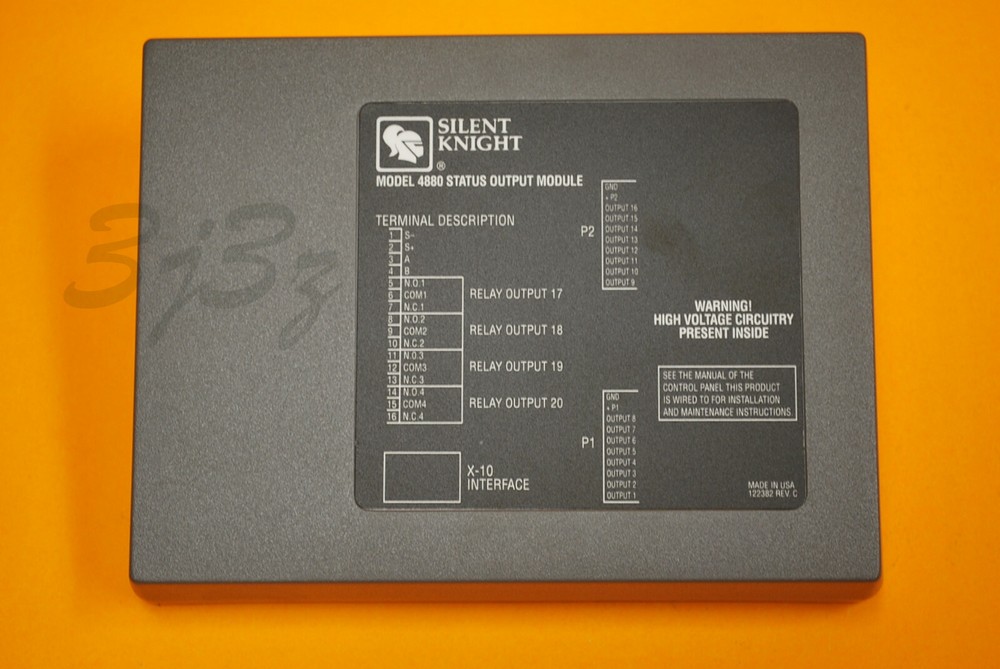 SILENT
KNIGHT
®
MODEL 4880 STATUS OUTPUT MODULE
TERMINAL DESCRIPTION
1 S-
2 S+
3 A
4 B
5 N.O.1
6 COM1
7 N.C.1
RELAY OUTPUT 17
8 N.O.2
9 COM2
10 N.C.2
RELAY OUTPUT 18
11 N.O.3
12 COM3
13 N.C.3
RELAY OUTPUT 19
14 N.O.4
15 COM4
16 N.C.4
RELAY OUTPUT 20
X-10
INTERFACE
P2
GND
+ P2
OUTPUT 16
OUTPUT 15
OUTPUT 14
OUTPUT 13
OUTPUT 12
OUTPUT 11
OUTPUT 10
OUTPUT 9
P1
GND
+ P1
OUTPUT 8
OUTPUT 7
OUTPUT 6
OUTPUT 5
OUTPUT 4
OUTPUT 3
OUTPUT 2
OUTPUT 1
WARNING!
HIGH VOLTAGE CIRCUITRY
PRESENT INSIDE
SEE THE MANUAL OF THE
CONTROL PANEL THIS PRODUCT
IS WIRED TO FOR INSTALLATION
AND MAINTENANCE INSTRUCTIONS.
MADE IN USA
122382 REV. C
3j3z